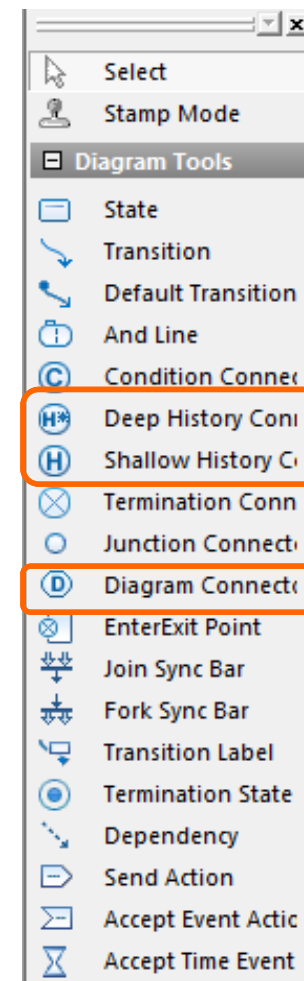 Select
Stamp Mode
Diagram Tools
State
Transition
Default Transition
And Line
C Condition Connec
H* Deep History Con
H Shallow History C
Termination Conn
Junction Connect
D Diagram Connect
EnterExit Point
Join Sync Bar
Fork Sync Bar
Transition Label
Termination State
Dependency
Send Action
Accept Event Actic
Accept Time Event